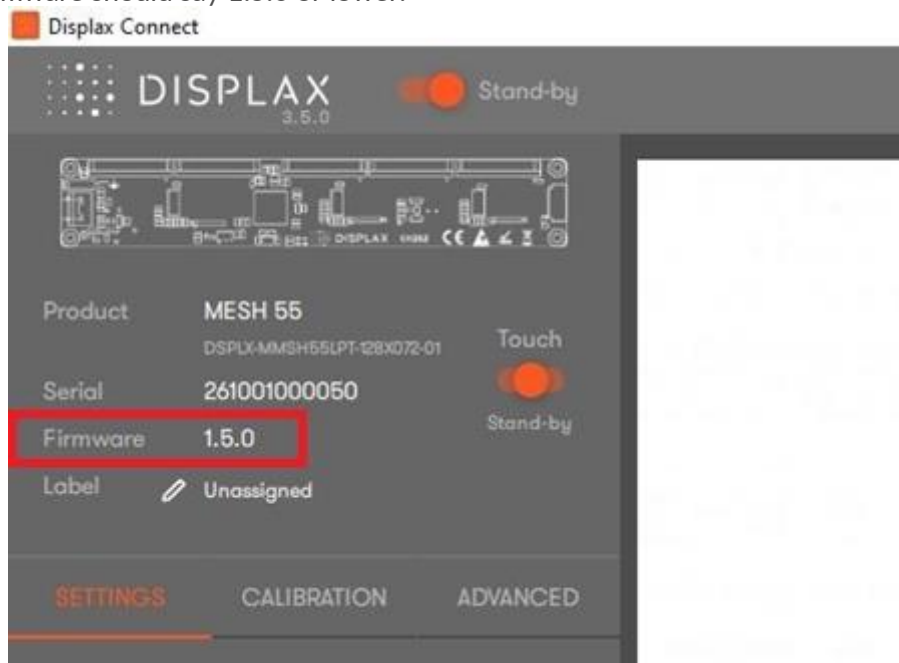 Displax Connect
DISPLAX
3.5.0
Stand-by
DISPLAX
Product MESH 55
DSPLX-MMSH55LPT-128X072-01
Touch
Serial 261001000050
Stand-by
Firmware 1.5.0
Label Unassigned
SETTINGS CALIBRATION ADVANCED